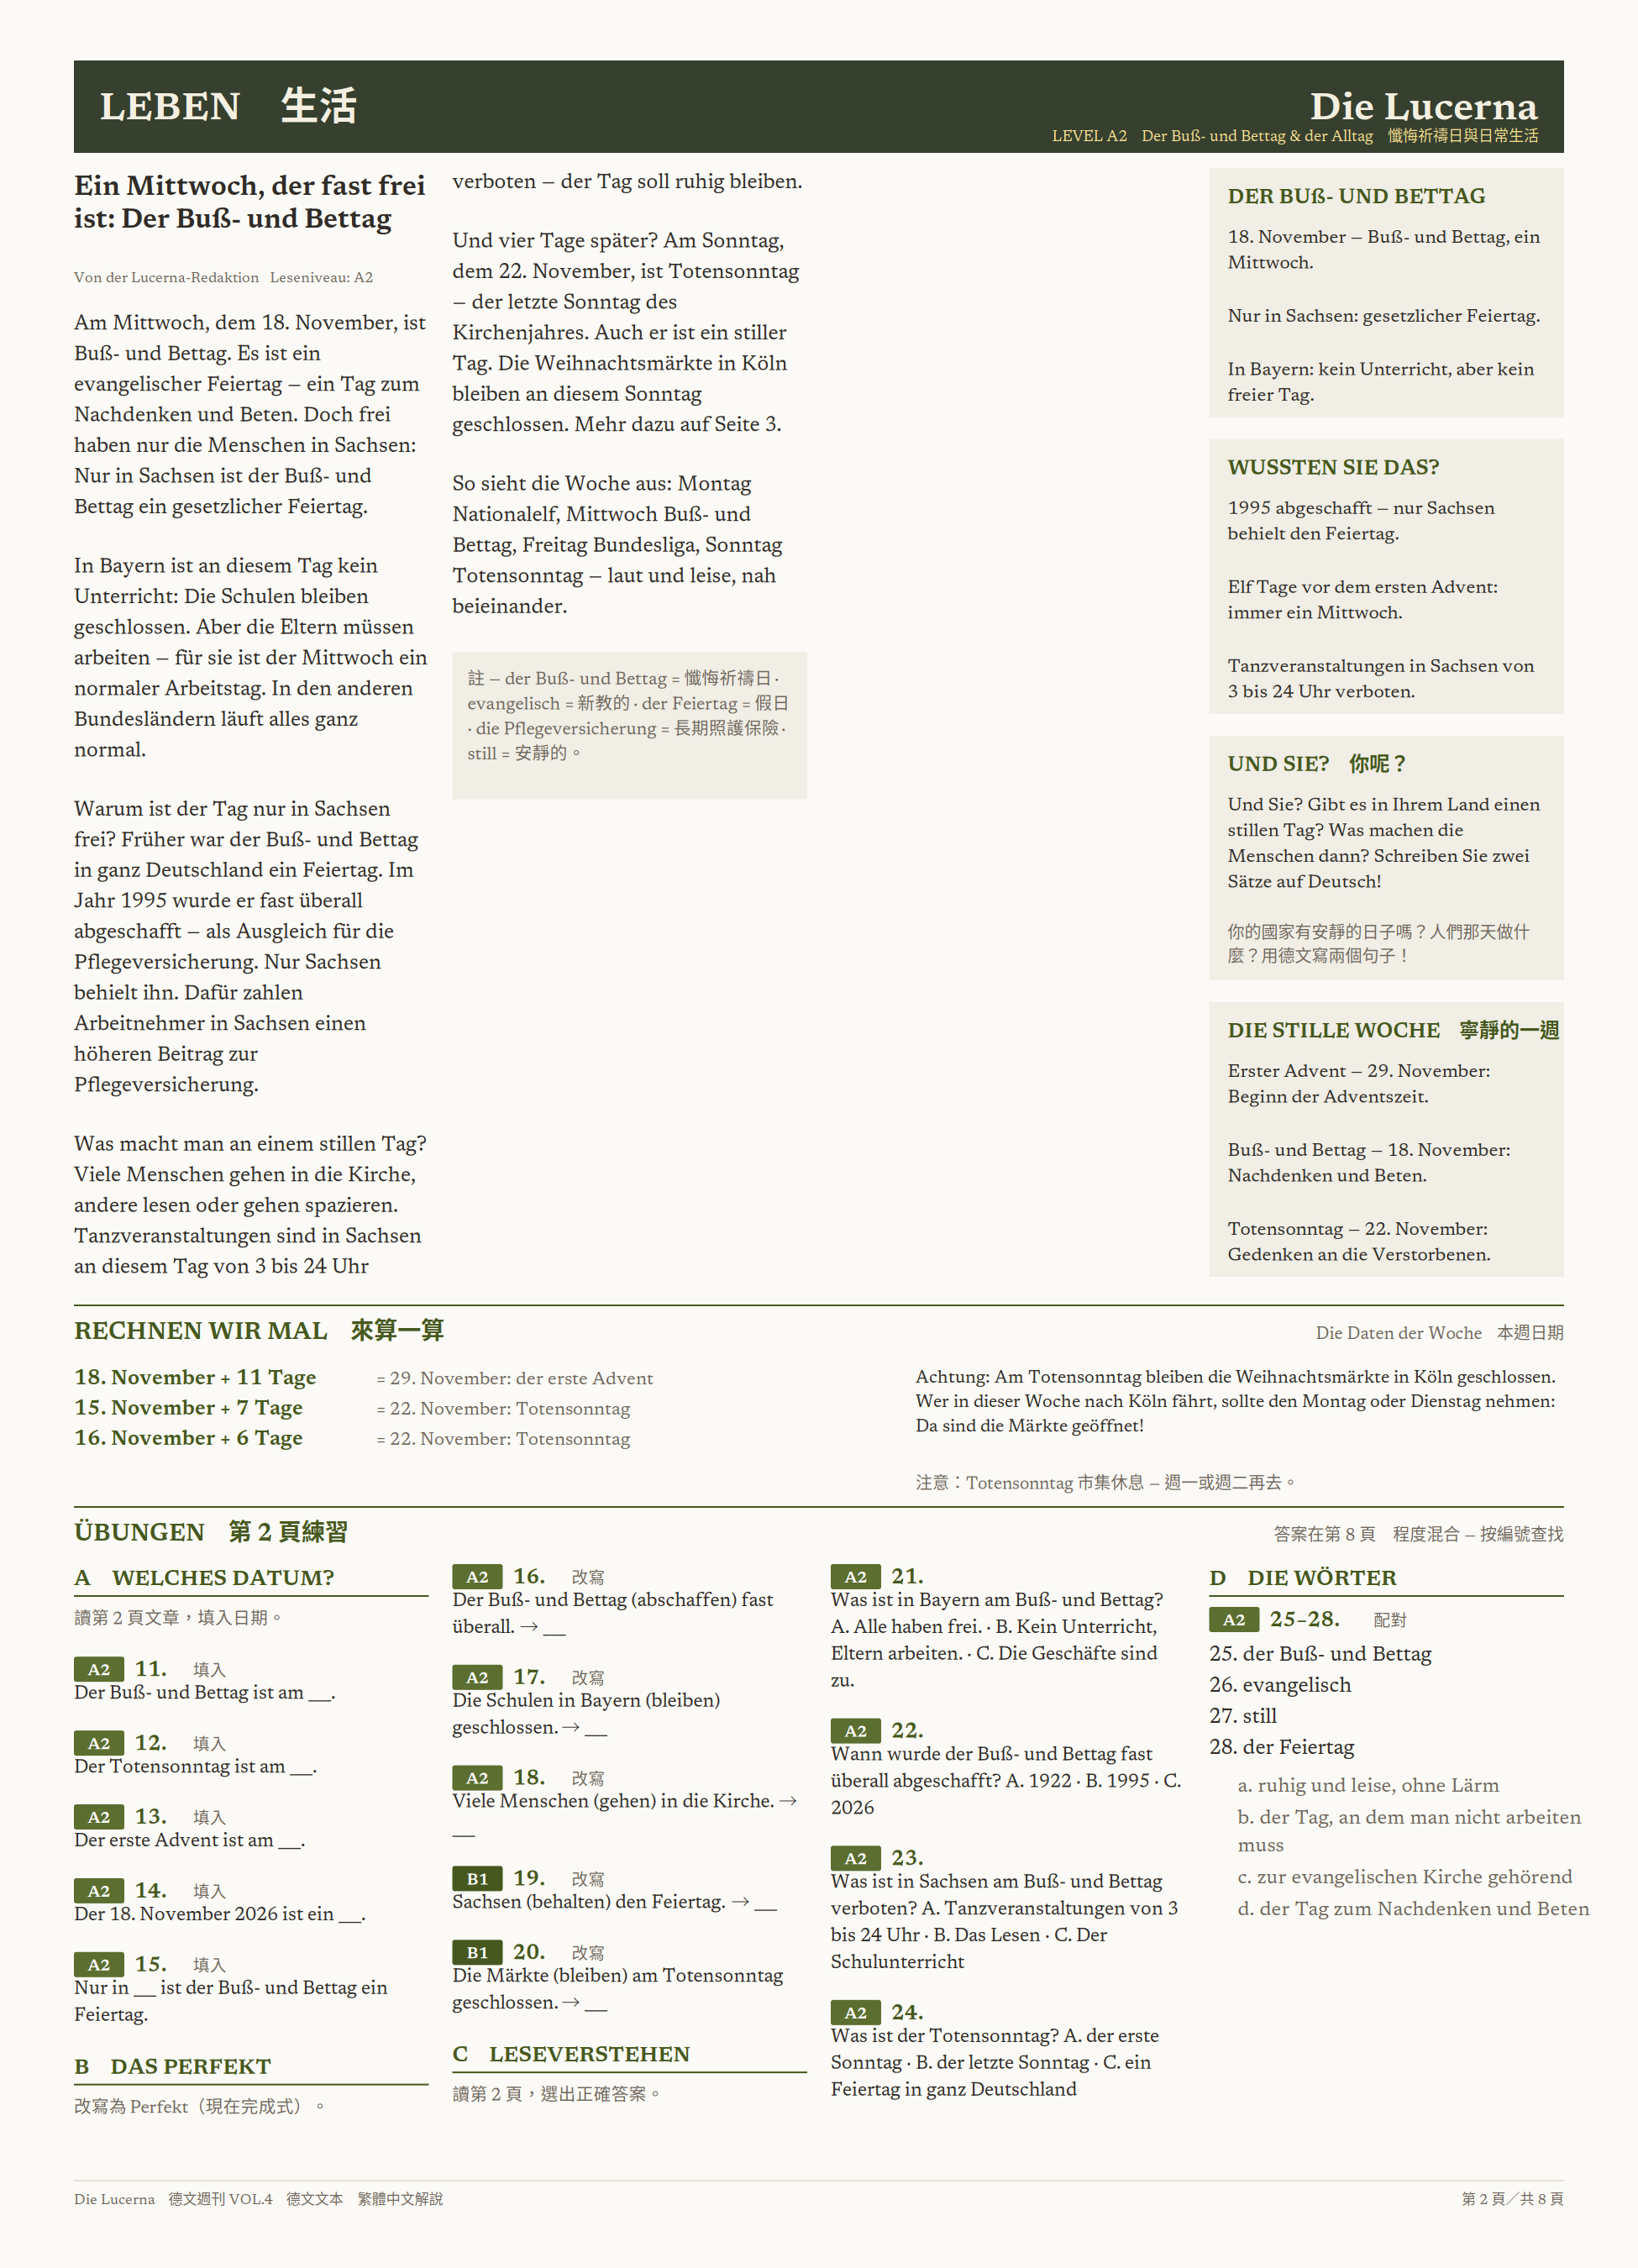 LEBEN 生活
Die Lucerna
LEVEL A2 Der Buß- und Bettag & der Alltag 懺悔祈禱日與日常生活
Ein Mittwoch, der fast frei
ist: Der Buß- und Bettag
Von der Lucerna-Redaktion Leseniveau: A2
Am Mittwoch, dem 18. November, ist
Buß- und Bettag. Es ist ein
evangelischer Feiertag – ein Tag zum
Nachdenken und Beten. Doch frei
haben nur die Menschen in Sachsen:
Nur in Sachsen ist der Buß- und
Bettag ein gesetzlicher Feiertag.
In Bayern ist an diesem Tag kein
Unterricht: Die Schulen bleiben
geschlossen. Aber die Eltern müssen
arbeiten – für sie ist der Mittwoch ein
normaler Arbeitstag. In den anderen
Bundesländern läuft alles ganz
normal.
Warum ist der Tag nur in Sachsen
frei? Früher war der Buß- und Bettag
in ganz Deutschland ein Feiertag. Im
Jahr 1995 wurde er fast überall
abgeschafft – als Ausgleich für die
Pflegeversicherung. Nur Sachsen
behielt ihn. Dafür zahlen
Arbeitnehmer in Sachsen einen
höheren Beitrag zur
Pflegeversicherung.
Was macht man an einem stillen Tag?
Viele Menschen gehen in die Kirche,
andere lesen oder gehen spazieren.
Tanzveranstaltungen sind in Sachsen
an diesem Tag von 3 bis 24 Uhr
verboten – der Tag soll ruhig bleiben.
Und vier Tage später? Am Sonntag,
dem 22. November, ist Totensonntag
– der letzte Sonntag des
Kirchenjahres. Auch er ist ein stiller
Tag. Die Weihnachtsmärkte in Köln
bleiben an diesem Sonntag
geschlossen. Mehr dazu auf Seite 3.
So sieht die Woche aus: Montag
Nationalelf, Mittwoch Buß- und
Bettag, Freitag Bundesliga, Sonntag
Totensonntag – laut und leise, nah
beieinander.
註 – der Buß- und Bettag = 懺悔祈禱日 ·
evangelisch = 新教的 · der Feiertag = 假日
· die Pflegeversicherung = 長期照護保險 ·
still = 安靜的。
DER BUß- UND BETTAG
18. November – Buß- und Bettag, ein
Mittwoch.
Nur in Sachsen: gesetzlicher Feiertag.
In Bayern: kein Unterricht, aber kein
freier Tag.
WUSSTEN SIE DAS?
1995 abgeschafft – nur Sachsen
behielt den Feiertag.
Elf Tage vor dem ersten Advent:
immer ein Mittwoch.
Tanzveranstaltungen in Sachsen von
3 bis 24 Uhr verboten.
UND SIE? 你呢？
Und Sie? Gibt es in Ihrem Land einen
stillen Tag? Was machen die
Menschen dann? Schreiben Sie zwei
Sätze auf Deutsch!
你的國家有安靜的日子嗎？人們那天做什
麼？用德文寫兩個句子！
DIE STILLE WOCHE 寧靜的一週
Erster Advent – 29. November:
Beginn der Adventszeit.
Buß- und Bettag – 18. November:
Nachdenken und Beten.
Totensonntag – 22. November:
Gedenken an die Verstorbenen.
RECHNEN WIR MAL 來算一算
Die Daten der Woche 本週日期
18. November + 11 Tage = 29. November: der erste Advent
15. November + 7 Tage = 22. November: Totensonntag
16. November + 6 Tage = 22. November: Totensonntag
Achtung: Am Totensonntag bleiben die Weihnachtsmärkte in Köln geschlossen.
Wer in dieser Woche nach Köln fährt, sollte den Montag oder Dienstag nehmen:
Da sind die Märkte geöffnet!
注意：Totensonntag 市集休息 – 週一或週二再去。
ÜBUNGEN 第 2 頁練習
答案在第 8 頁 程度混合 – 按編號查找
A WELCHES DATUM?
讀第 2 頁文章，填入日期。
A2 11. 填入
Der Buß- und Bettag ist am __.
A2 12. 填入
Der Totensonntag ist am __.
A2 13. 填入
Der erste Advent ist am __.
A2 14. 填入
Der 18. November 2026 ist ein __.
A2 15. 填入
Nur in __ ist der Buß- und Bettag ein
Feiertag.
B DAS PERFEKT
改寫為 Perfekt（現在完成式）。
A2 16. 改寫
Der Buß- und Bettag (abschaffen) fast
überall. → __
A2 17. 改寫
Die Schulen in Bayern (bleiben)
geschlossen. → __
A2 18. 改寫
Viele Menschen (gehen) in die Kirche. →
__
B1 19. 改寫
Sachsen (behalten) den Feiertag. → __
B1 20. 改寫
Die Märkte (bleiben) am Totensonntag
geschlossen. → __
C LESEVERSTEHEN
讀第 2 頁，選出正確答案。
A2 21.
Was ist in Bayern am Buß- und Bettag?
A. Alle haben frei. · B. Kein Unterricht,
Eltern arbeiten. · C. Die Geschäfte sind
zu.
A2 22.
Wann wurde der Buß- und Bettag fast
überall abgeschafft? A. 1922 · B. 1995 · C.
2026
A2 23.
Was ist in Sachsen am Buß- und Bettag
verboten? A. Tanzveranstaltungen von 3
bis 24 Uhr · B. Das Lesen · C. Der
Schulunterricht
A2 24.
Was ist der Totensonntag? A. der erste
Sonntag · B. der letzte Sonntag · C. ein
Feiertag in ganz Deutschland
D DIE WÖRTER
A2 25–28. 配對
25. der Buß- und Bettag
26. evangelisch
27. still
28. der Feiertag
a. ruhig und leise, ohne Lärm
b. der Tag, an dem man nicht arbeiten
muss
c. zur evangelischen Kirche gehörend
d. der Tag zum Nachdenken und Beten
Die Lucerna 德文週刊 VOL.4 德文文本 繁體中文解說
第 2 頁／共 8 頁